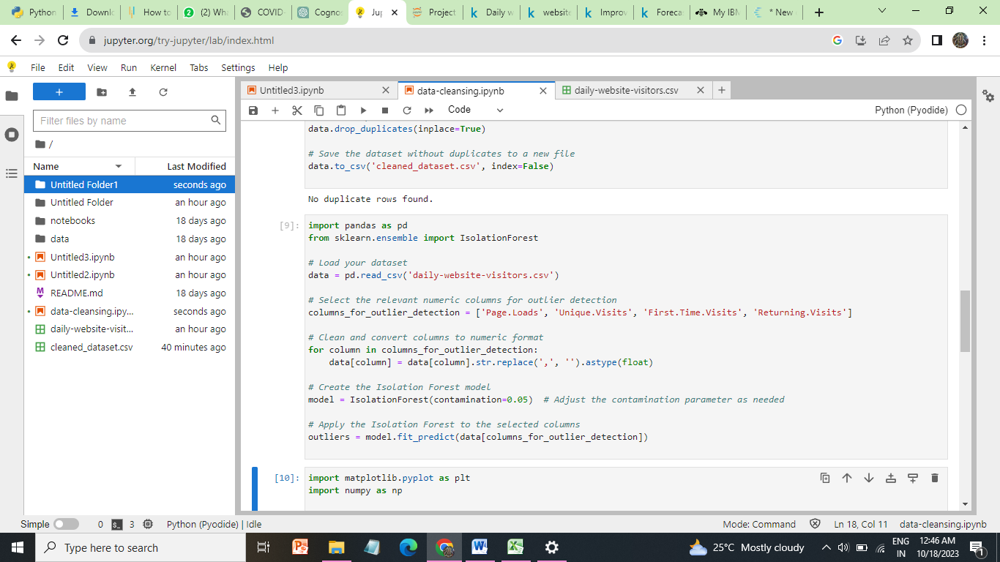 Python
Downlo
How to
(2) Wha
COVID-
Cognos
Jup
Project
Daily w
website
Improv
Foreca
My IBM
* New
jupyter.org/try-jupyter/lab/index.html
File Edit View Run Kernel Tabs Settings Help
Filter files by name
/
Name Last Modified
Untitled Folder1 seconds ago
Untitled Folder an hour ago
notebooks 18 days ago
data 18 days ago
Untitled3.ipynb an hour ago
Untitled2.ipynb an hour ago
README.md 18 days ago
data-cleansing.ipy... seconds ago
daily-website-visit... an hour ago
cleaned_dataset.csv 40 minutes ago
Untitled3.ipynb data-cleansing.ipynb daily-website-visitors.csv
Code Python (Pyodide)
data.drop_duplicates(inplace=True)
# Save the dataset without duplicates to a new file
data.to_csv('cleaned_dataset.csv', index=False)
No duplicate rows found.
[9]: import pandas as pd
from sklearn.ensemble import IsolationForest
# Load your dataset
data = pd.read_csv('daily-website-visitors.csv')
# Select the relevant numeric columns for outlier detection
columns_for_outlier_detection = ['Page.Loads', 'Unique.Visits', 'First.Time.Visits', 'Returning.Visits']
# Clean and convert columns to numeric format
for column in columns_for_outlier_detection:
    data[column] = data[column].str.replace(',', '').astype(float)
# Create the Isolation Forest model
model = IsolationForest(contamination=0.05)  # Adjust the contamination parameter as needed
# Apply the Isolation Forest to the selected columns
outliers = model.fit_predict(data[columns_for_outlier_detection])
[10]: import matplotlib.pyplot as plt
import numpy as np
Simple 0 3 Python (Pyodide) | Idle Mode: Command Ln 18, Col 11 data-cleansing.ipynb
Type here to search
25°C Mostly cloudy
ENG
IN
12:46 AM
10/18/2023
1